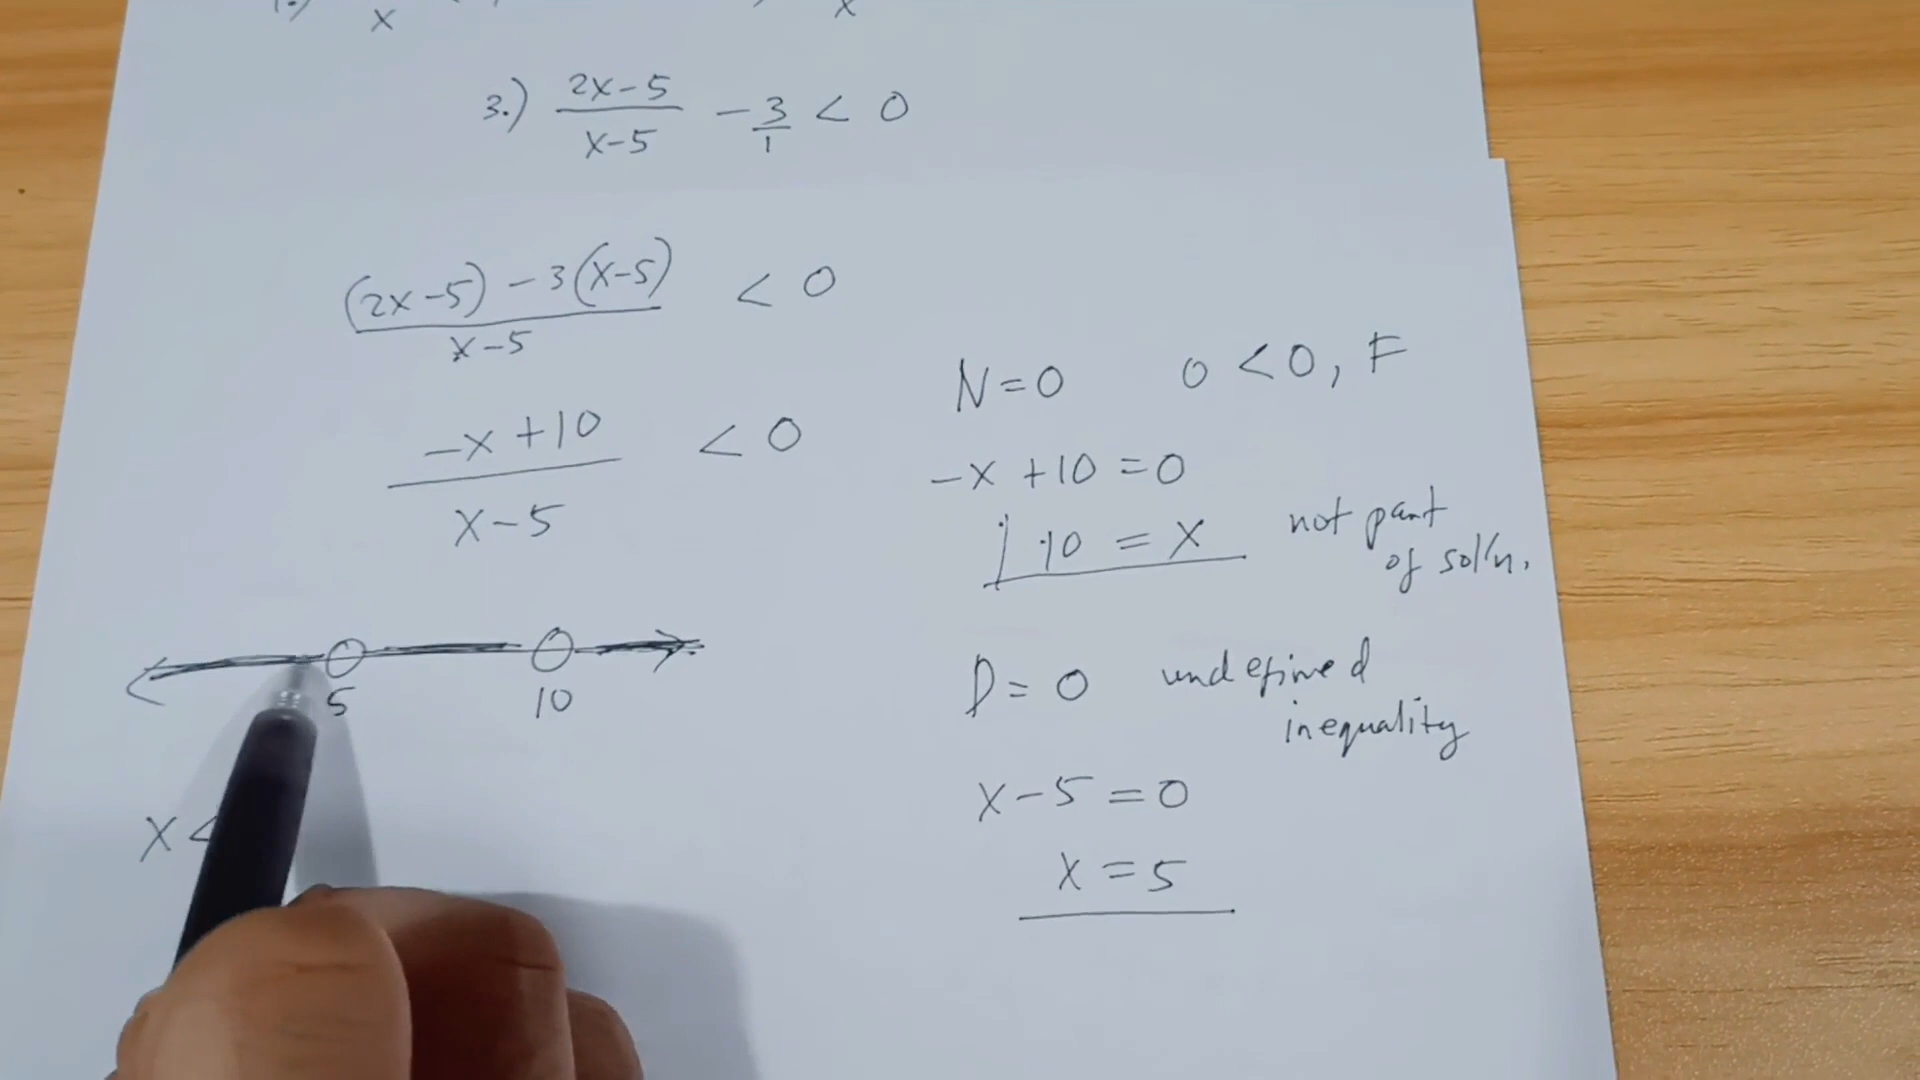 x
x
3.) 2x-5 / x-5 - 3/1 < 0
(2x-5) - 3(x-5) / x-5 < 0
-x+10 / x-5 < 0
5 10
x <
N = 0 0 < 0, F
-x + 10 = 0
10 = x not part
of sol'n.
D = 0 undefined
inequality
x - 5 = 0
x = 5